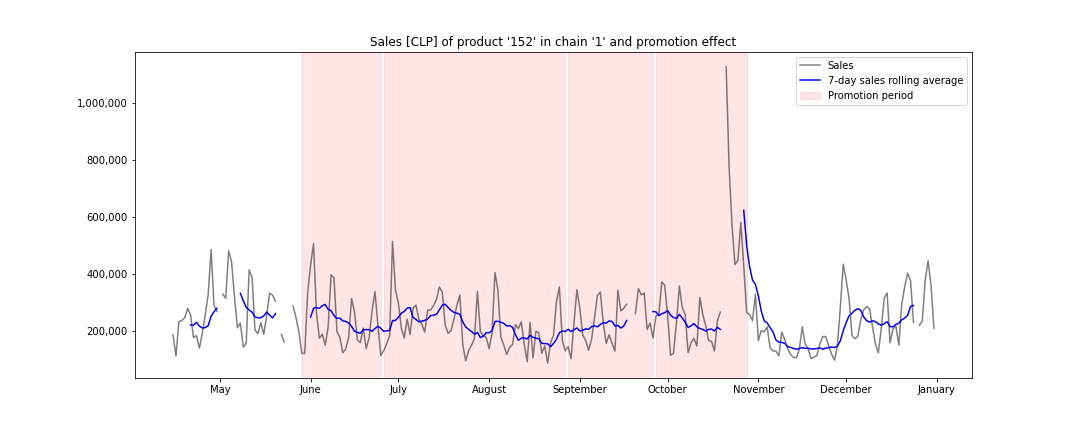 Sales [CLP] of product '152' in chain '1' and promotion effect
Sales
7-day sales rolling average
Promotion period
1,000,000
800,000
600,000
400,000
200,000
May June July August September October November December January